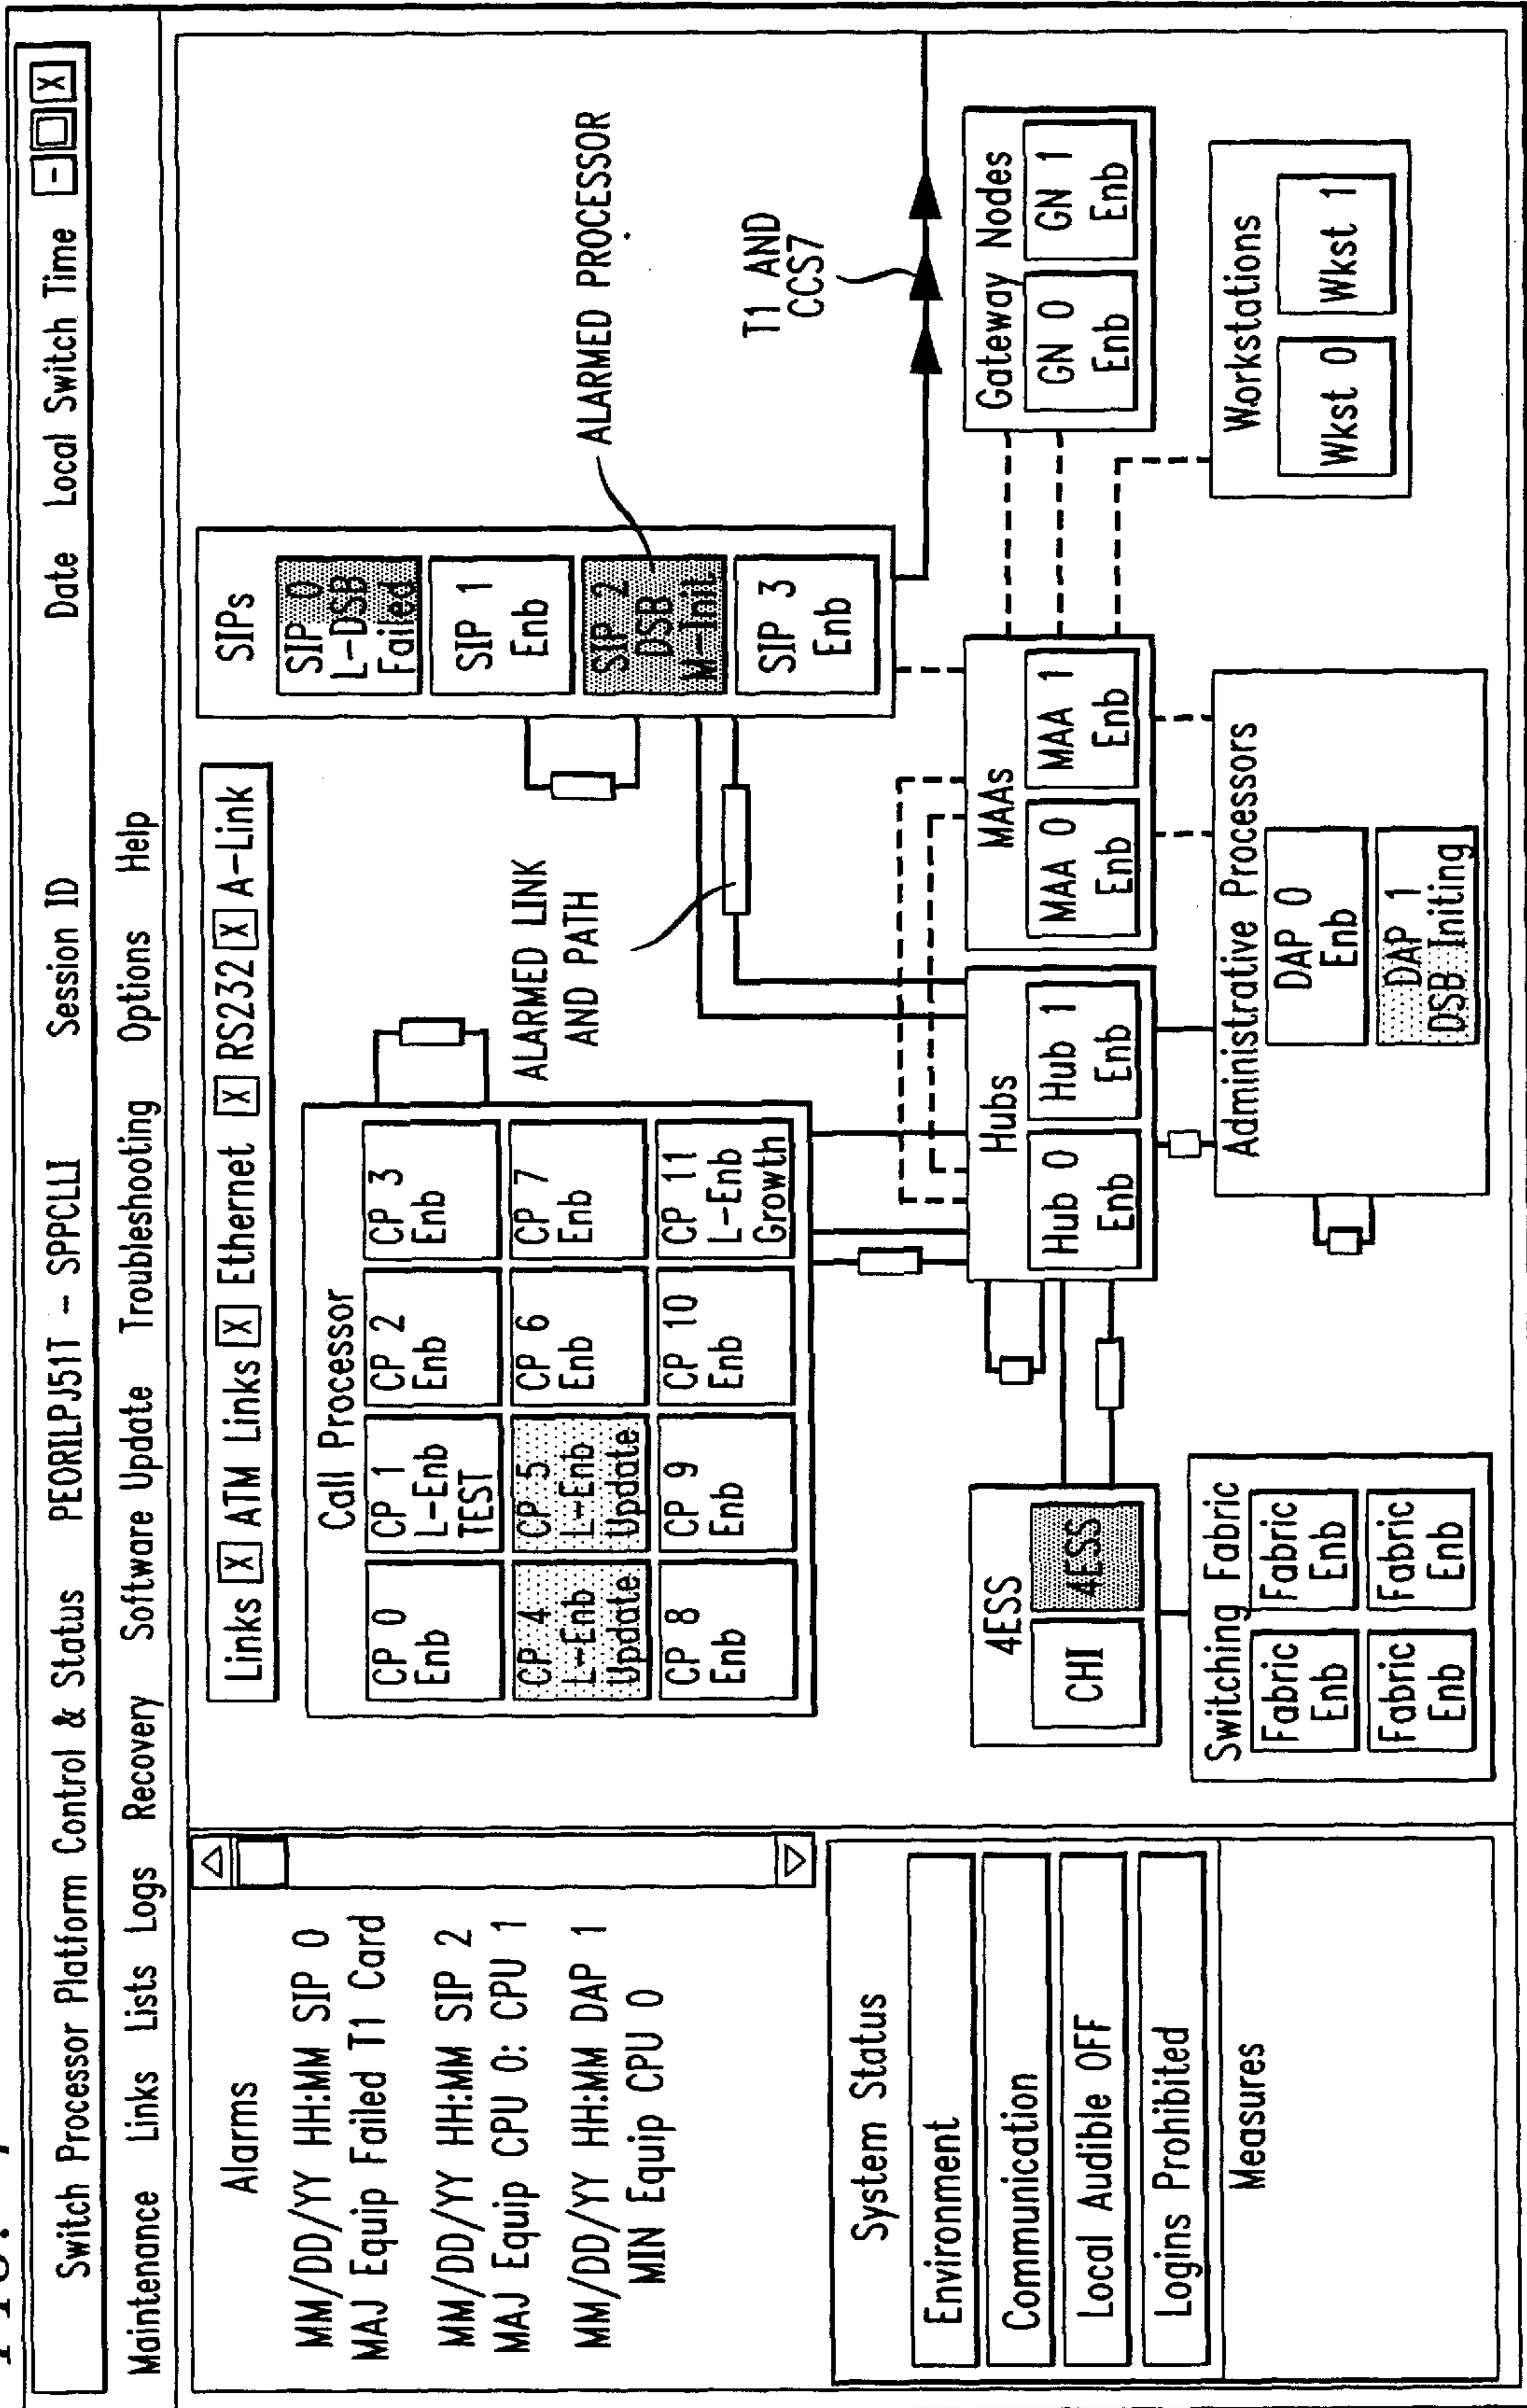 Switch Processor Platform Control & Status PEORILPJ51T - SPPCLLI Session ID Date Local Switch Time - X
Maintenance Links Lists Logs Recovery Software Update Troubleshooting Options Help
Alarms
MM/DD/YY HH:MM SIP 0
MAJ Equip Failed T1 Card
MM/DD/YY HH:MM SIP 2
MAJ Equip CPU 0: CPU 1
MM/DD/YY HH:MM DAP 1
MIN Equip CPU 0
System Status
Environment
Communication
Local Audible OFF
Logins Prohibited
Measures
Links X ATM Links X Ethernet X RS232 X A-Link
Call Processor
CP 0
Enb
CP 1
L-Enb
TEST
CP 2
Enb
CP 3
Enb
CP 4
L-Enb
Update
CP 5
L-Enb
Update
CP 6
Enb
CP 7
Enb
CP 8
Enb
CP 9
Enb
CP 10
Enb
CP 11
L-Enb
Growth
SIPs
SIP 0
L-DSB
Failed
SIP 1
Enb
SIP 2
DSB
M-Init
SIP 3
Enb
ALARMED PROCESSOR
ALARMED LINK
AND PATH
T1 AND
CCS7
4ESS
CHI
4ESS
Hubs
Hub 0
Enb
Hub 1
Enb
MAAs
MAA 0
Enb
MAA 1
Enb
Gateway Nodes
GN 0
Enb
GN 1
Enb
Switching Fabric
Fabric
Enb
Fabric
Enb
Fabric
Enb
Fabric
Enb
Administrative Processors
DAP 0
Enb
DAP 1
DSB Initing
Workstations
Wkst 0
Wkst 1